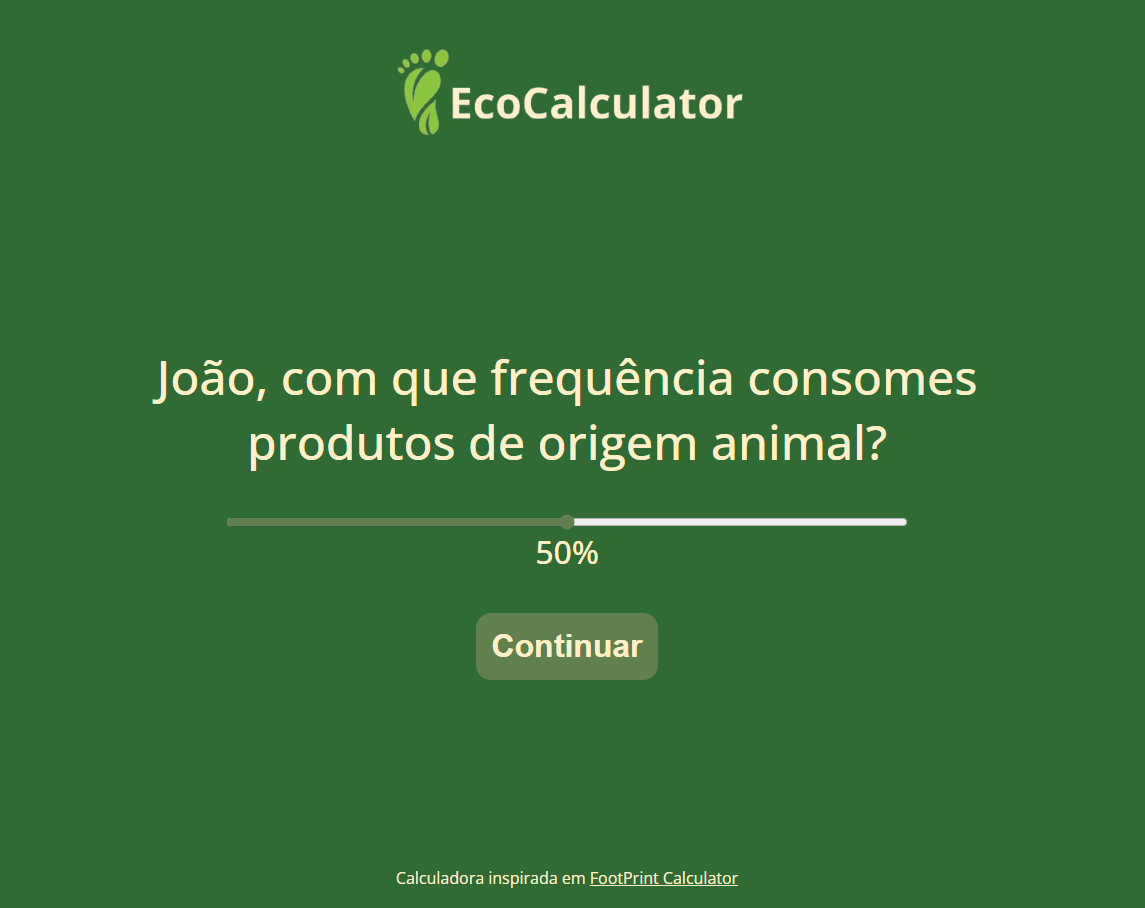 EcoCalculator
João, com que frequência consomes
produtos de origem animal?
50%
Continuar
Calculadora inspirada em FootPrint Calculator